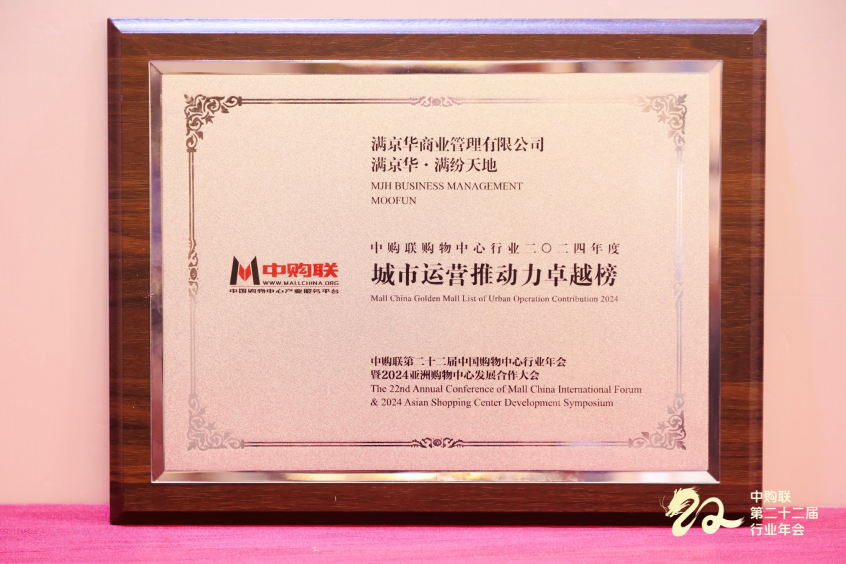 满京华商业管理有限公司
满京华·满纷天地
MJH BUSINESS MANAGEMENT
MOOFUN
中购联购物中心行业二〇二四年度
城市运营推动力卓越榜
Mall China Golden Mall List of Urban Operation Contribution 2024
中购联
WWW.MALLCHINA.ORG
中国购物中心产业服务平台
中购联第二十二届中国购物中心行业年会
暨2024亚洲购物中心发展合作大会
The 22nd Annual Conference of Mall China International Forum
& 2024 Asian Shopping Center Development Symposium
中购联
第二十二届
行业年会